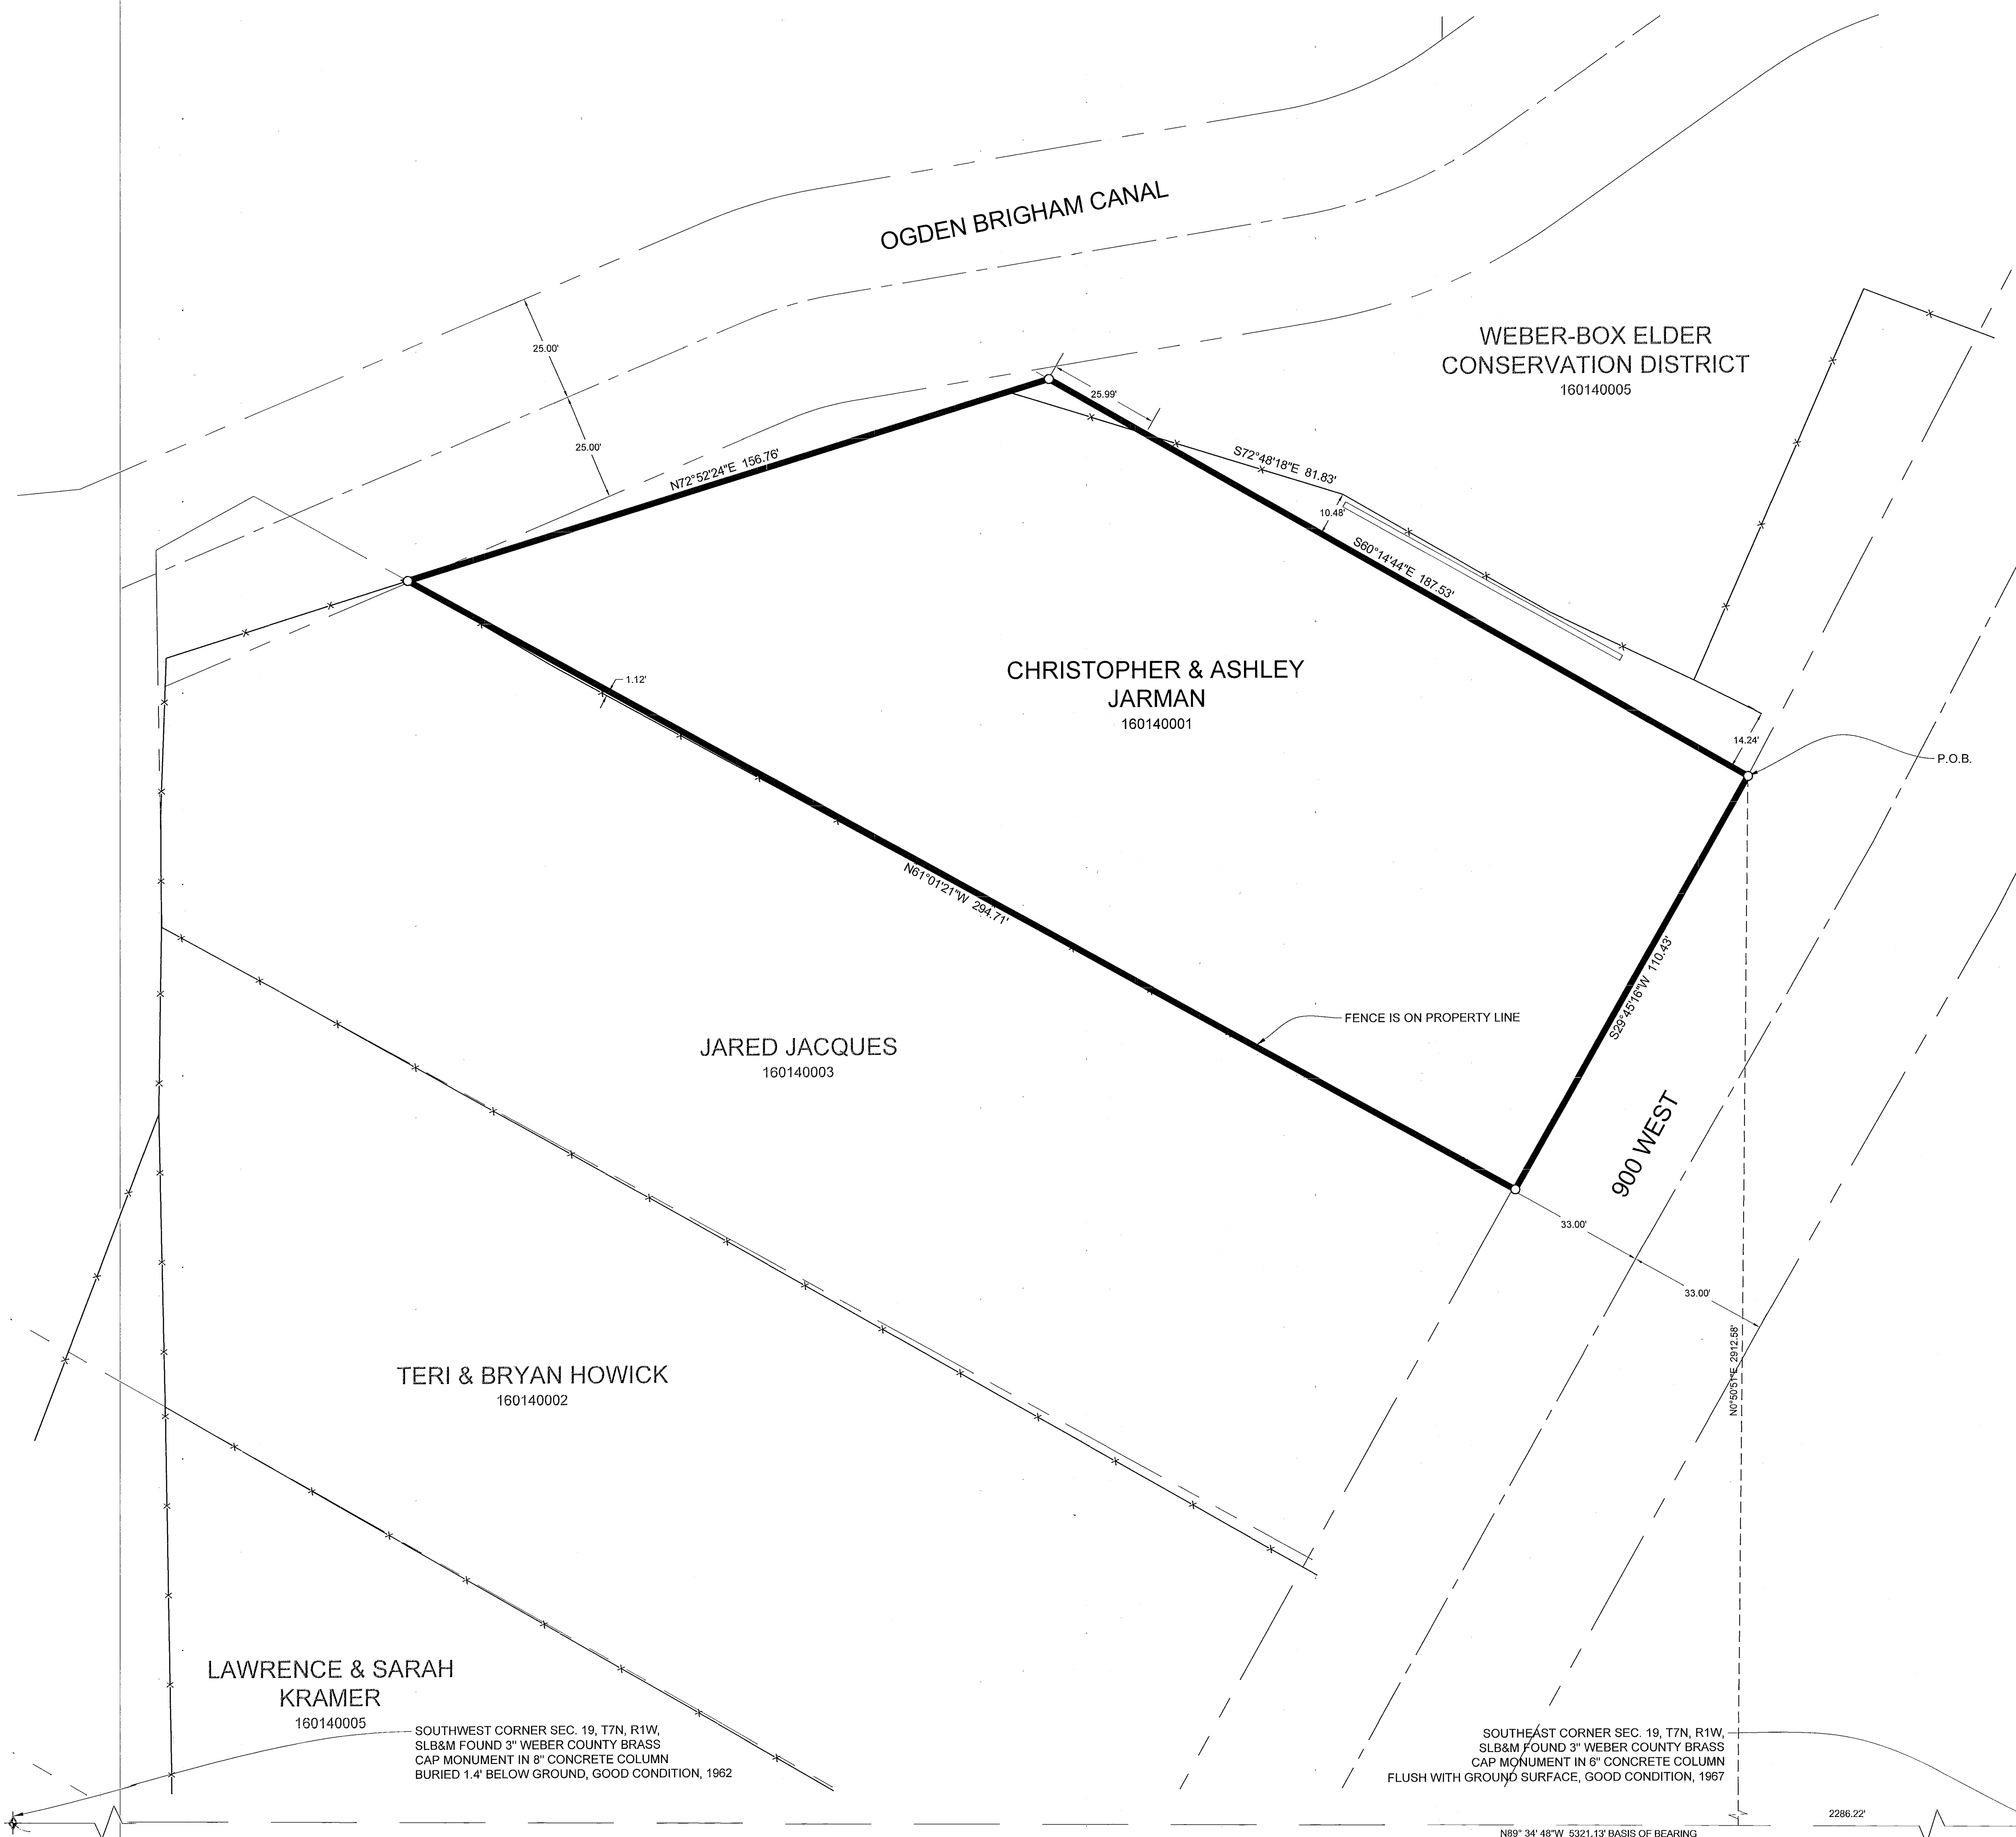 OGDEN BRIGHAM CANAL
WEBER-BOX ELDER
CONSERVATION DISTRICT
160140005
25.00'
25.00'
25.99'
N72°52'24"E 156.76'
S72°48'18"E 81.83'
10.48'
S60°14'44"E 187.53'
1.12'
CHRISTOPHER & ASHLEY
JARMAN
160140001
14.24'
P.O.B.
N61°01'21"W 294.71'
S29°45'16"W 110.43'
FENCE IS ON PROPERTY LINE
JARED JACQUES
160140003
900 WEST
33.00'
33.00'
N0°50'51"E 2912.58'
TERI & BRYAN HOWICK
160140002
LAWRENCE & SARAH
KRAMER
160140005
SOUTHWEST CORNER SEC. 19, T7N, R1W,
SLB&M FOUND 3" WEBER COUNTY BRASS
CAP MONUMENT IN 8" CONCRETE COLUMN
BURIED 1.4' BELOW GROUND, GOOD CONDITION, 1962
SOUTHEAST CORNER SEC. 19, T7N, R1W,
SLB&M FOUND 3" WEBER COUNTY BRASS
CAP MONUMENT IN 6" CONCRETE COLUMN
FLUSH WITH GROUND SURFACE, GOOD CONDITION, 1967
2286.22'
N89° 34' 48"W 5321.13' BASIS OF BEARING